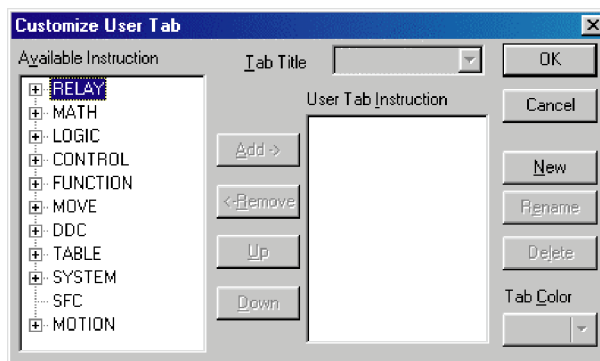 Customize User Tab
Available Instruction
RELAY
MATH
LOGIC
CONTROL
FUNCTION
MOVE
DDC
TABLE
SYSTEM
SFC
MOTION
Tab Title
User Tab Instruction
Add ->
<-Remove
Up
Down
OK
Cancel
New
Rename
Delete
Tab Color